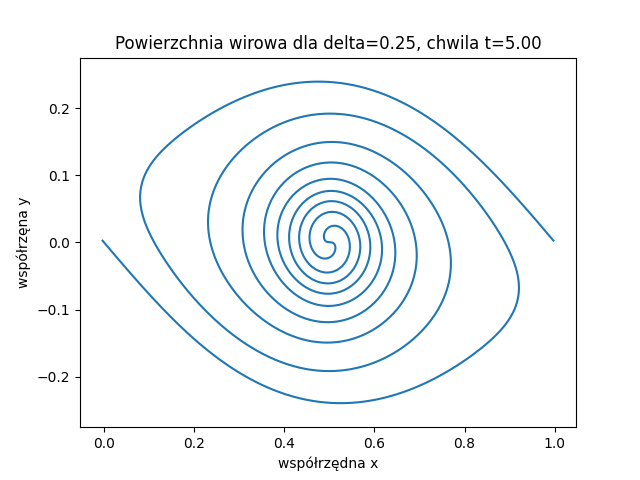 Powierzchnia wirowa dla delta=0.25, chwila t=5.00
0.2
0.1
0.0
−0.1
−0.2
współrzęna y
0.0 0.2 0.4 0.6 0.8 1.0
współrzędna x